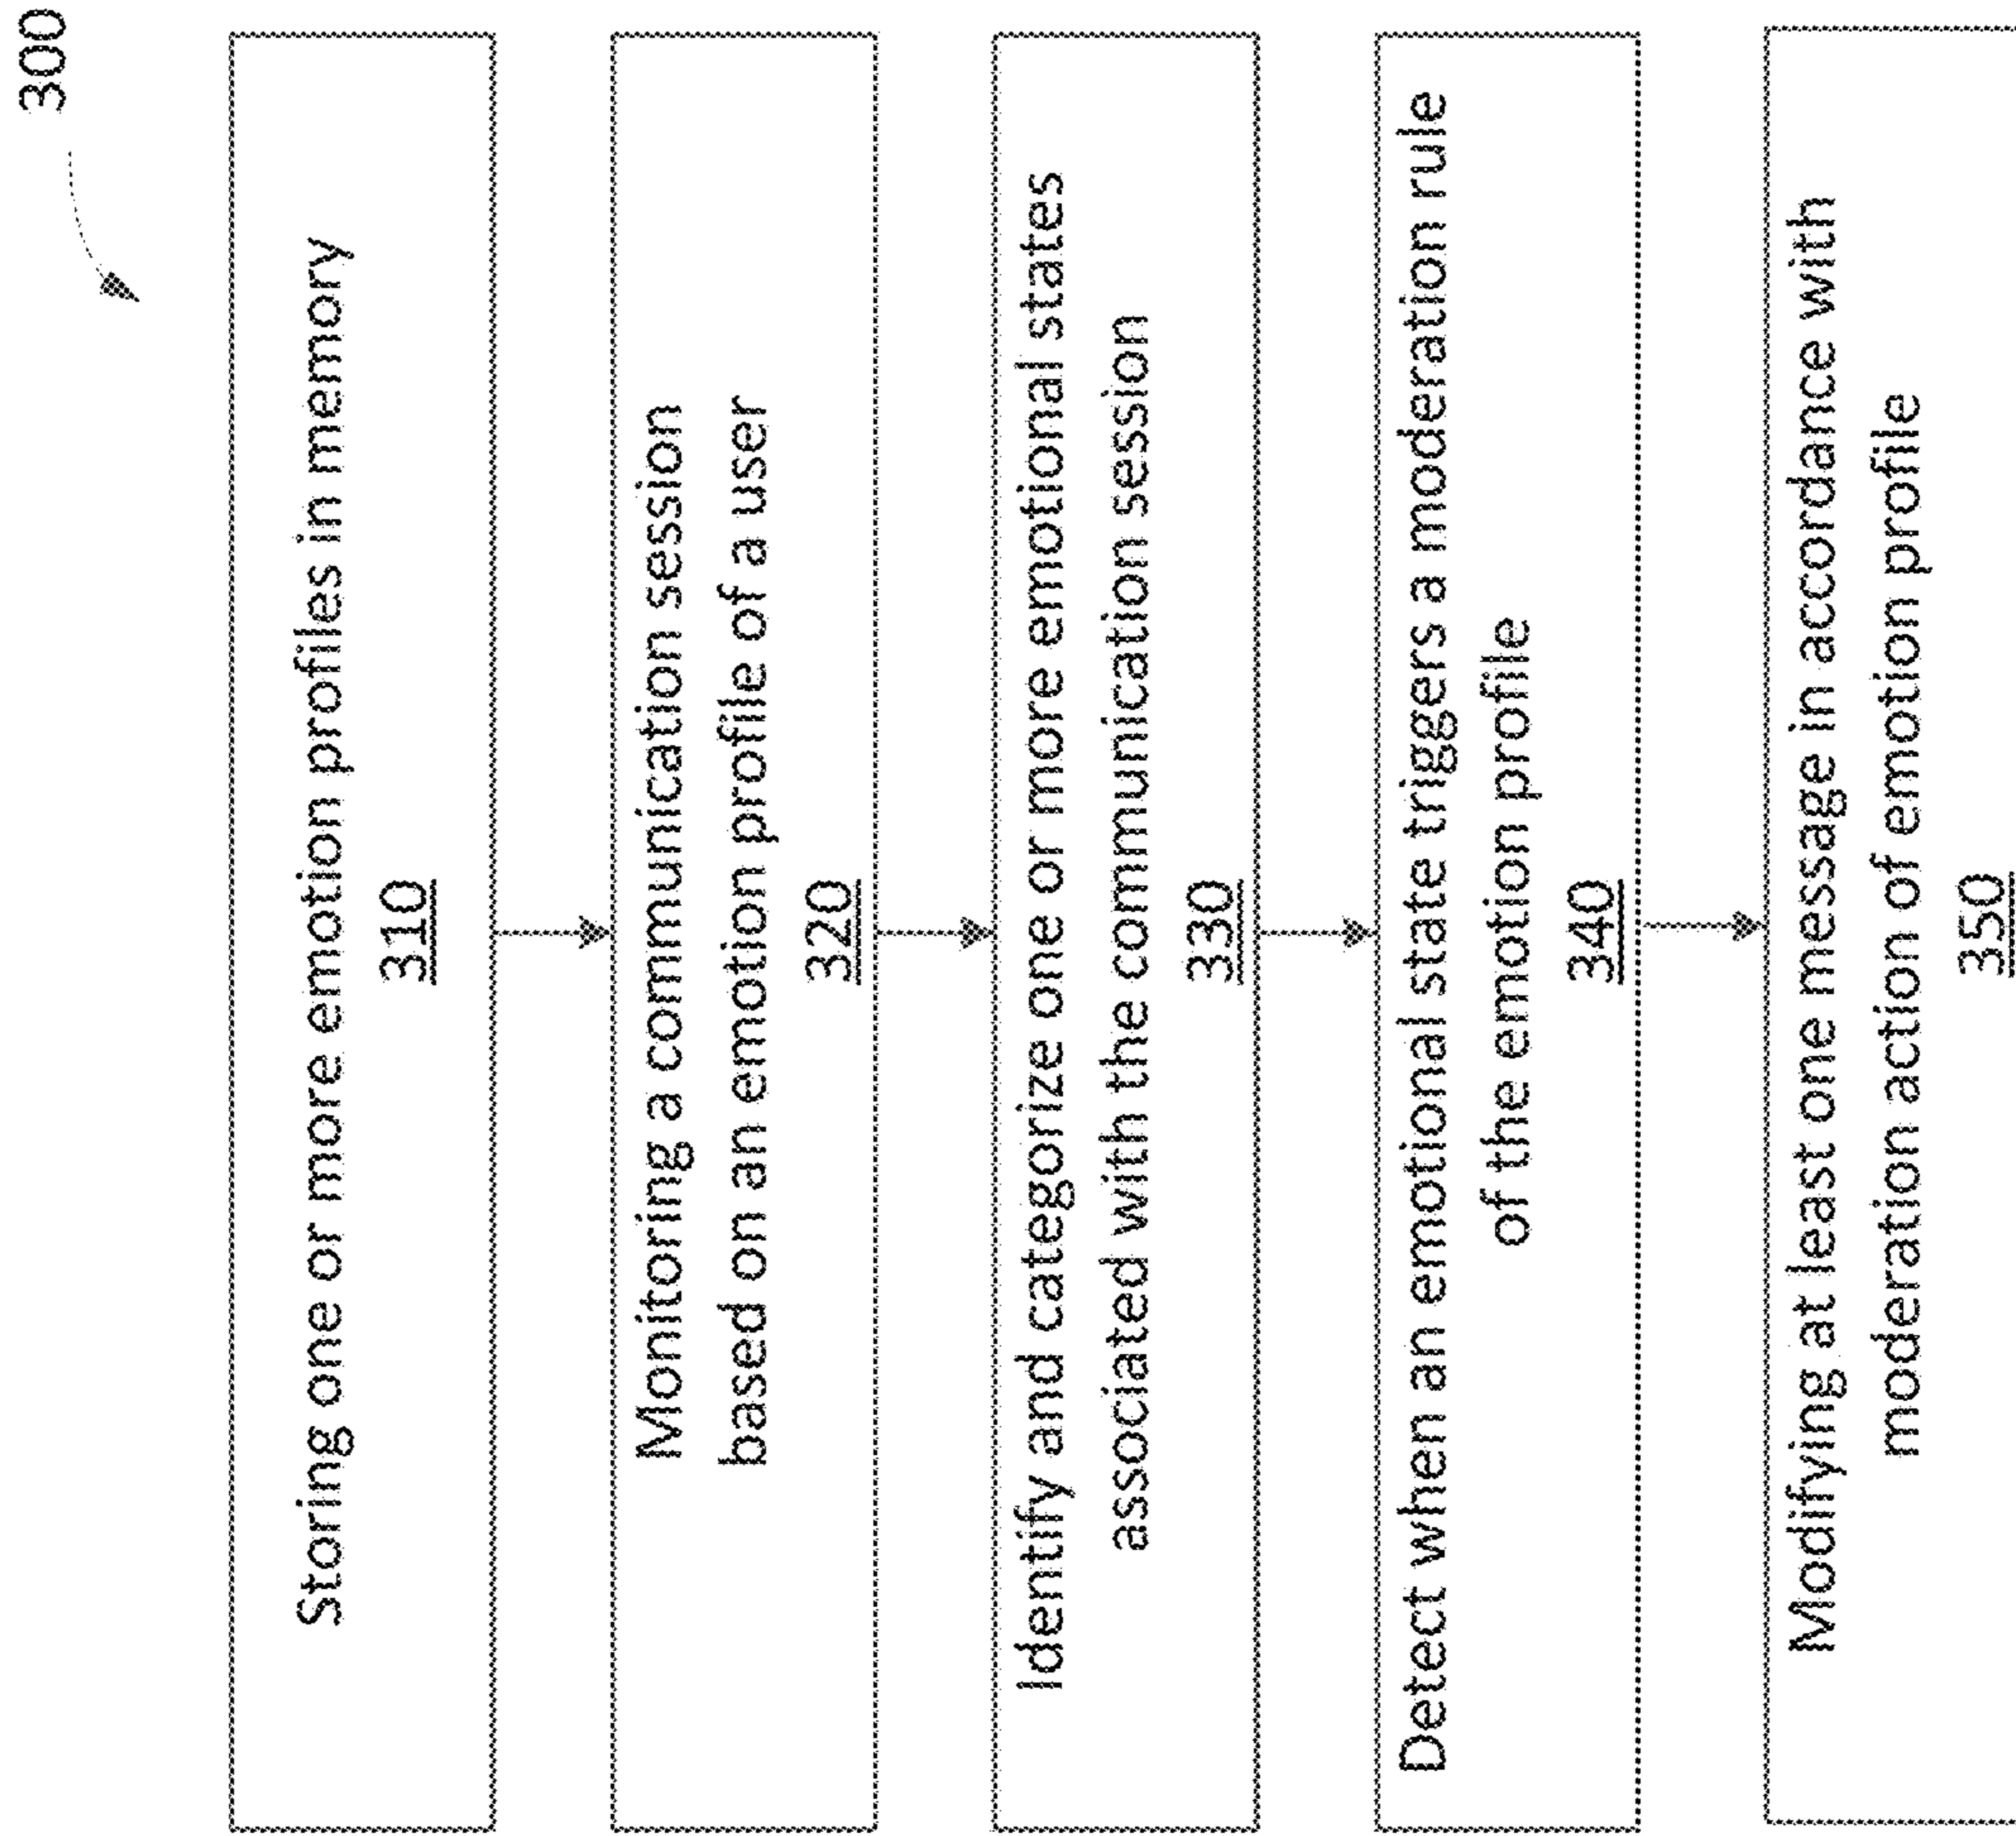 300
Storing one or more emotion profiles in memory
310
Monitoring a communication session
based on an emotion profile of a user
320
Identify and categorize one or more emotional states
associated with the communication session
330
Detect when an emotional state triggers a moderation rule
of the emotion profile
340
Modifying at least one message in accordance with
moderation action of emotion profile
350